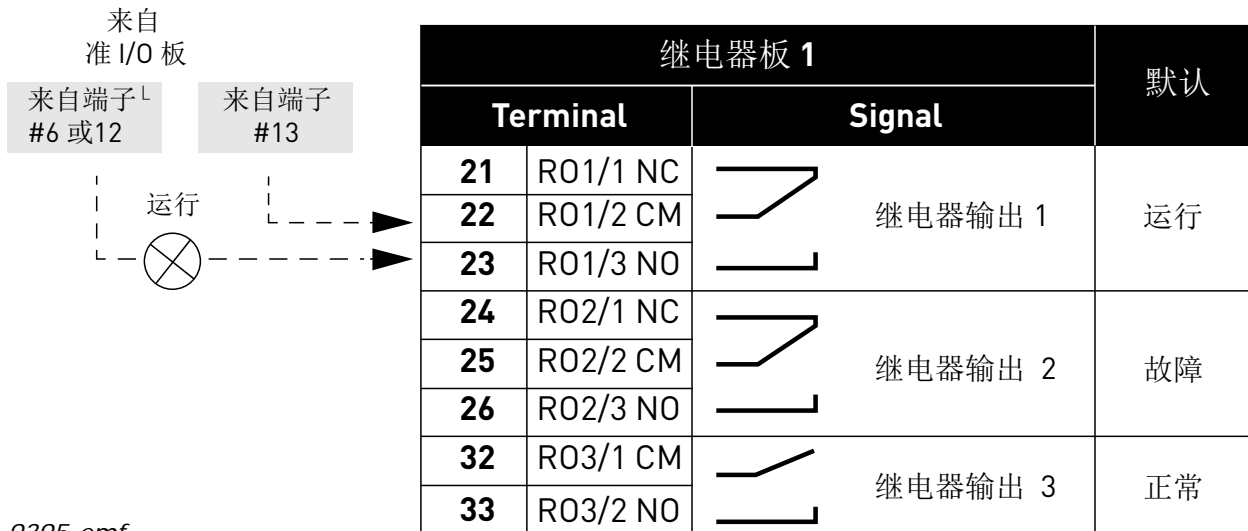 来自
准 I/O 板
来自端子└
#6 或12
来自端子
#13
运行
继电器板 1
默认
Terminal
Signal
21 RO1/1 NC
22 RO1/2 CM
23 RO1/3 NO
继电器输出 1
运行
24 RO2/1 NC
25 RO2/2 CM
26 RO2/3 NO
继电器输出 2
故障
32 RO3/1 CM
33 RO3/2 NO
继电器输出 3
正常